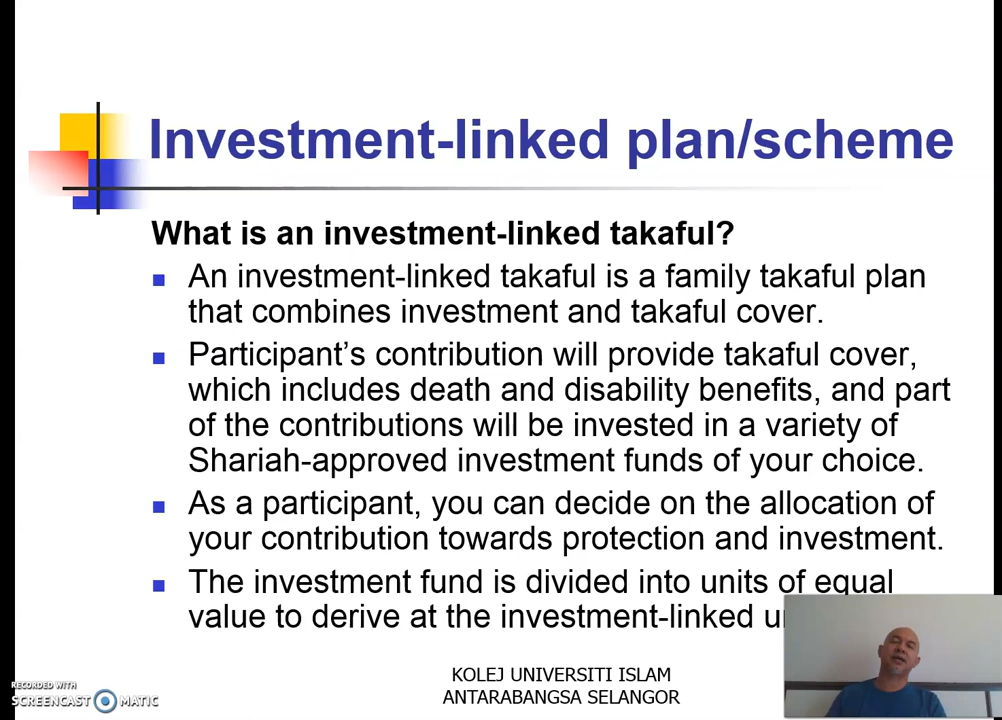 Investment-linked plan/scheme
What is an investment-linked takaful?
An investment-linked takaful is a family takaful plan
that combines investment and takaful cover.
Participant's contribution will provide takaful cover,
which includes death and disability benefits, and part
of the contributions will be invested in a variety of
Shariah-approved investment funds of your choice.
As a participant, you can decide on the allocation of
your contribution towards protection and investment.
The investment fund is divided into units of equal
value to derive at the investment-linked
KOLEJ UNIVERSITI ISLAM
ANTARABANGSA SELANGOR
RECORDED WITH
SCREENCAST MATIC